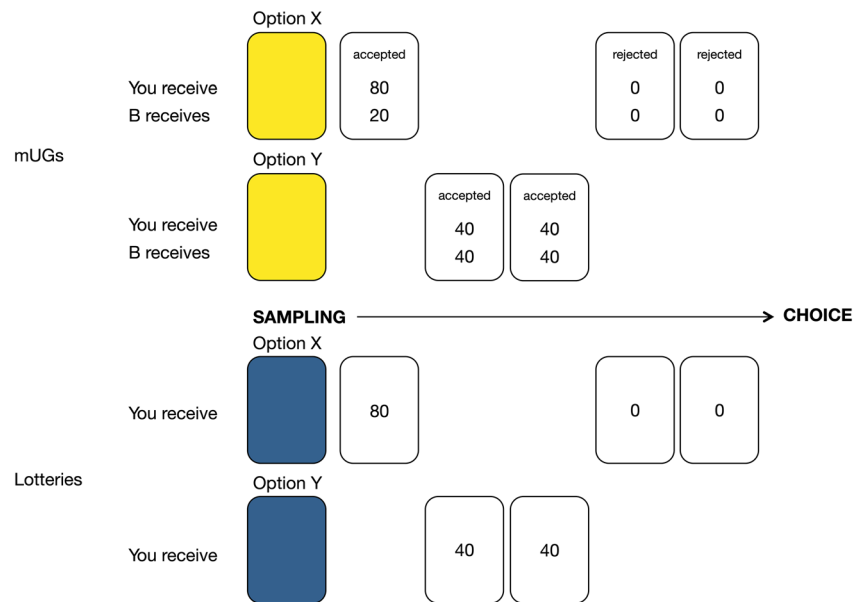 Option X
accepted rejected rejected
You receive 80 0 0
B receives 20 0 0
mUGs
Option Y
accepted accepted
You receive 40 40
B receives 40 40
SAMPLING CHOICE
Option X
You receive 80 0 0
Lotteries
Option Y
You receive 40 40